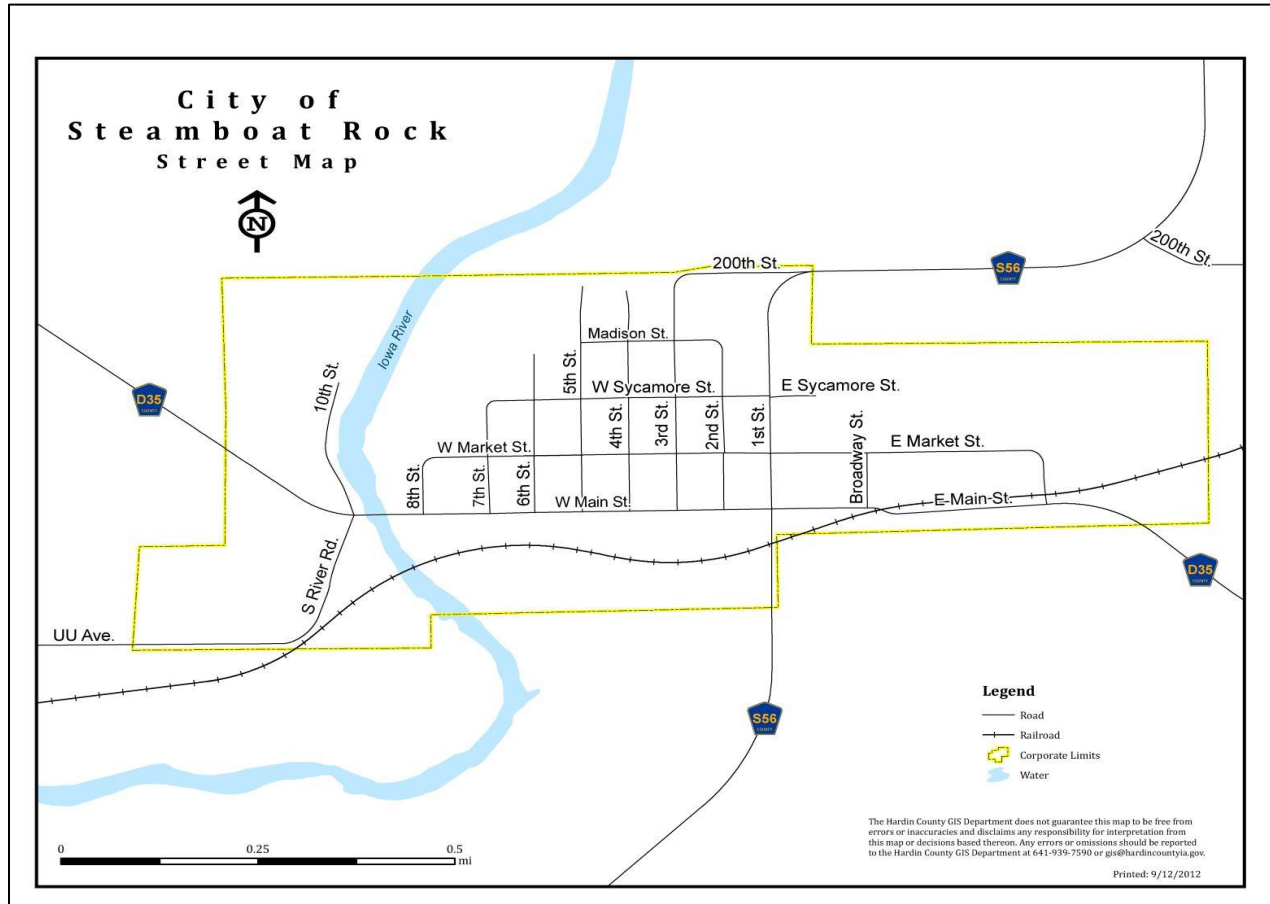 City of
Steamboat Rock
Street Map
N
200th St.
200th St.
S56
COUNTY
Iowa River
Madison St.
5th St.
10th St.
D35
COUNTY
W Sycamore St.
E Sycamore St.
4th St.
3rd St.
2nd St.
1st St.
W Market St.
E Market St.
Broadway St.
8th St.
7th St.
6th St.
W Main St.
E Main St.
S River Rd.
D35
COUNTY
UU Ave.
S56
COUNTY
Legend
Road
Railroad
Corporate Limits
Water
0 0.25 0.5
mi
The Hardin County GIS Department does not guarantee this map to be free from
errors or inaccuracies and disclaims any responsibility for interpretation from
this map or decisions based thereon. Any errors or omissions should be reported
to the Hardin County GIS Department at 641-939-7590 or gis@hardincountyia.gov.
Printed: 9/12/2012